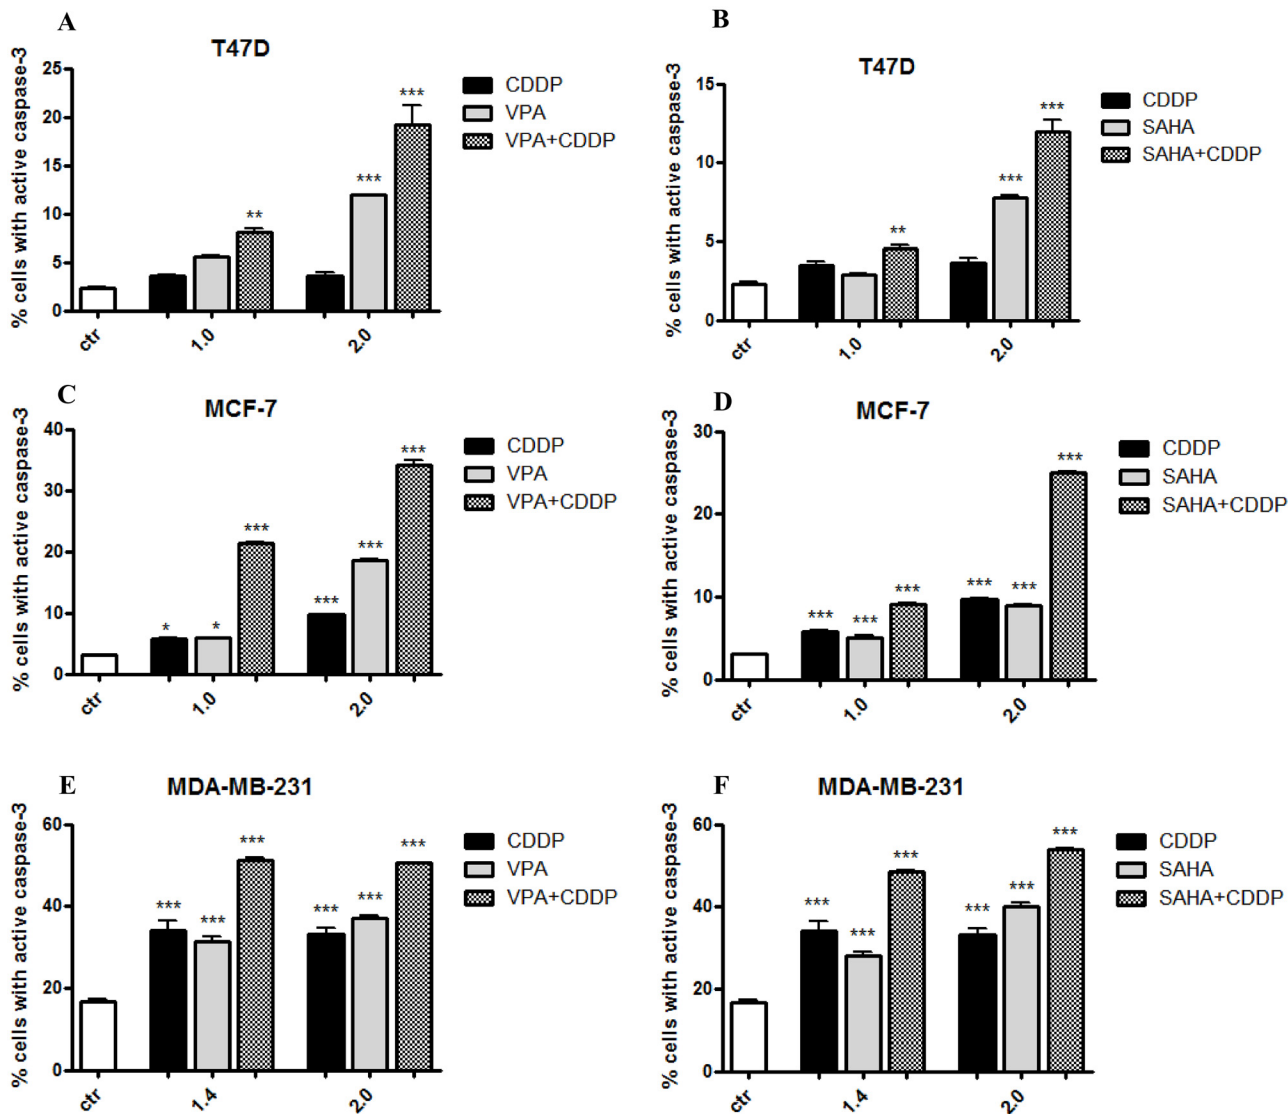 A
T47D
% cells with active caspase-3
25
20
15
10
5
0
**
***
***
ctr
1.0
2.0
CDDP
VPA
VPA+CDDP
B
T47D
% cells with active caspase-3
15
10
5
0
**
***
***
ctr
1.0
2.0
CDDP
SAHA
SAHA+CDDP
C
MCF-7
% cells with active caspase-3
40
30
20
10
0
*
*
***
***
***
***
ctr
1.0
2.0
CDDP
VPA
VPA+CDDP
D
MCF-7
% cells with active caspase-3
30
20
10
0
***
***
***
***
***
***
ctr
1.0
2.0
CDDP
SAHA
SAHA+CDDP
E
MDA-MB-231
% cells with active caspase-3
60
40
20
0
***
***
***
***
***
***
ctr
1.4
2.0
CDDP
VPA
VPA+CDDP
F
MDA-MB-231
% cells with active caspase-3
60
40
20
0
***
***
***
***
***
***
ctr
1.4
2.0
CDDP
SAHA
SAHA+CDDP